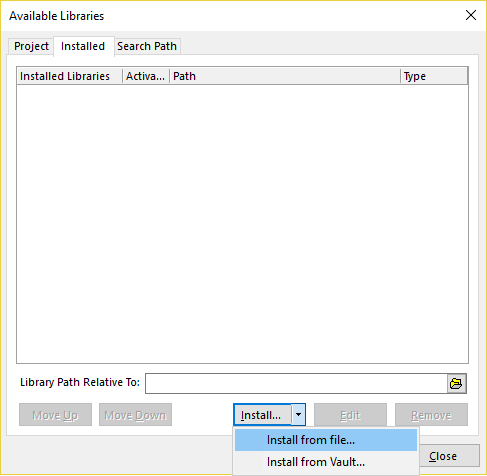 Available Libraries
Project Installed Search Path
Installed Libraries Activa... Path Type
Library Path Relative To:
Move Up Move Down Install... Edit Remove
Install from file...
Close
Install from Vault...